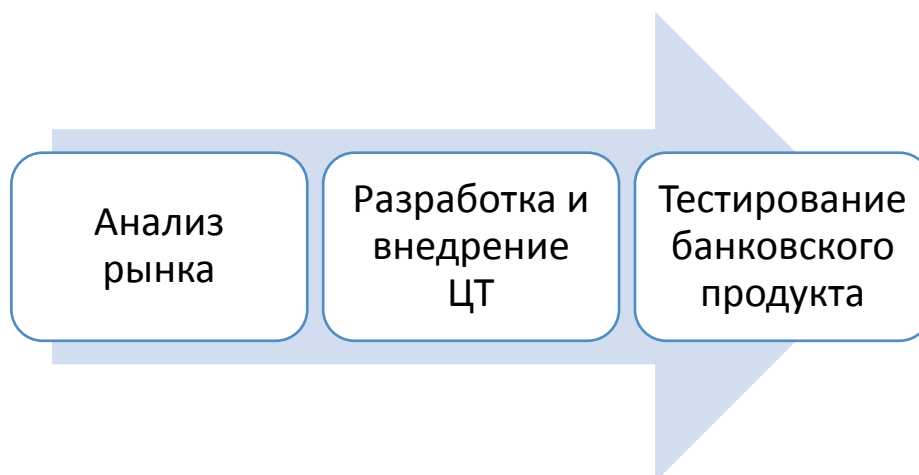 Анализ
рынка
Разработка и
внедрение
ЦТ
Тестирование
банковского
продукта